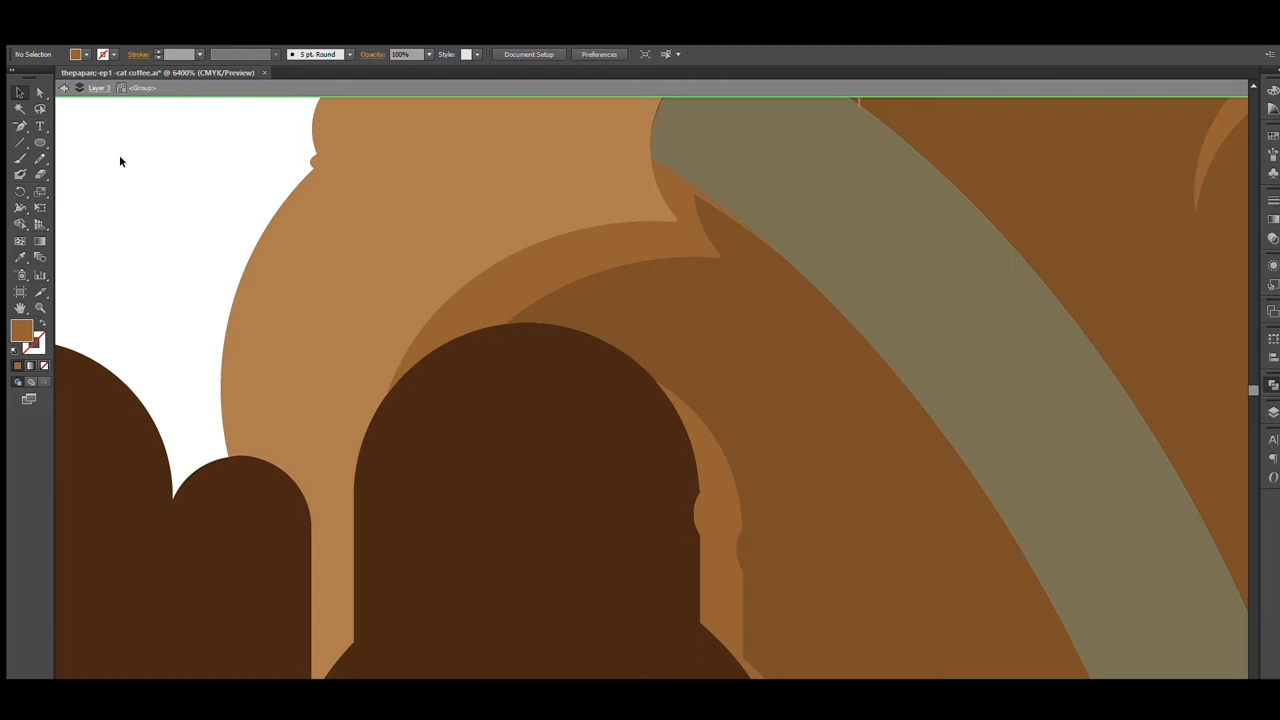 No Selection Stroke: 5 pt. Round Opacity: 100% Style: Document Setup Preferences
thepapan;-ep1 -cat coffee.ai* @ 6400% (CMYK/Preview) ×
Layer 3 <Group>